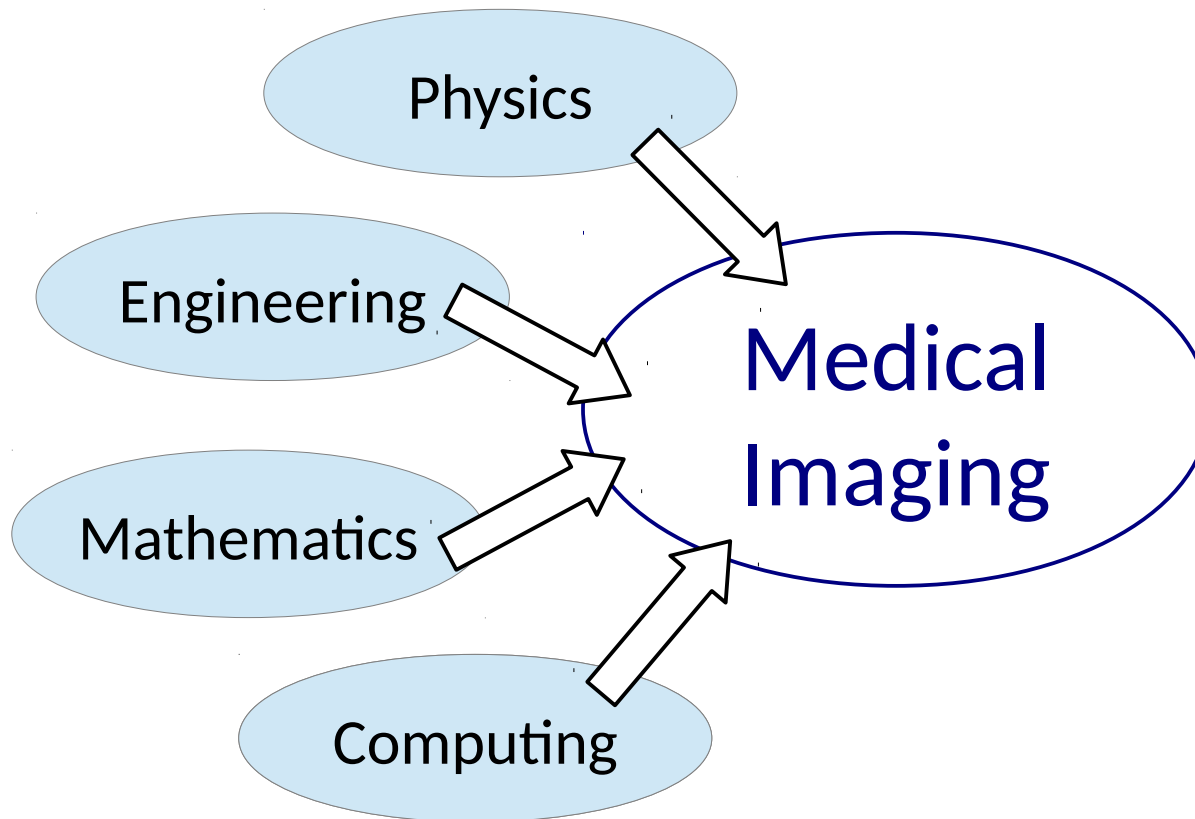 Physics
Engineering
Medical
Imaging
Mathematics
Computing